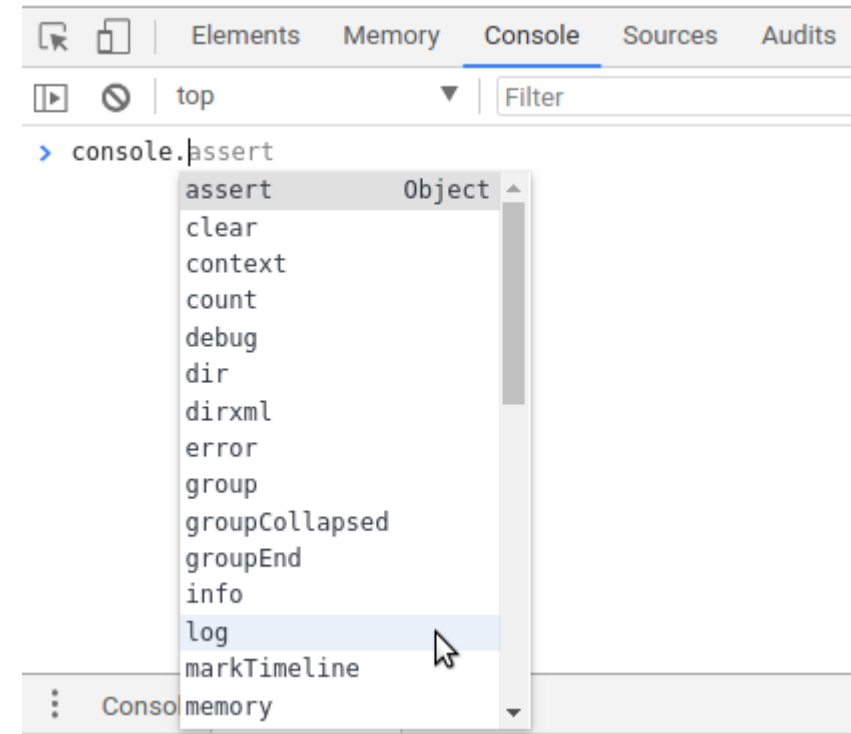 Elements Memory Console Sources Audits
top Filter
console.assert
assert Object
clear
context
count
debug
dir
dirxml
error
group
groupCollapsed
groupEnd
info
log
markTimeline
memory
Consol